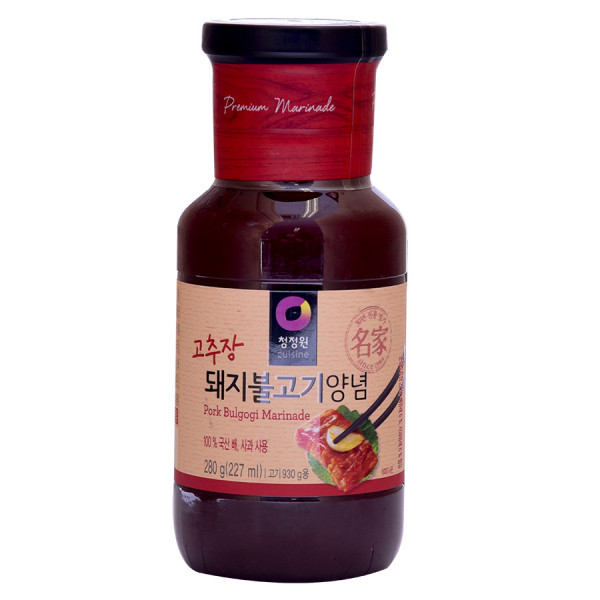 Premium Marinade
청정원
cuisine
名家
고추장
돼지불고기양념
Pork Bulgogi Marinade
100 % 국산 배, 사과 사용
280 g(227 ml) | 고기 930 g용